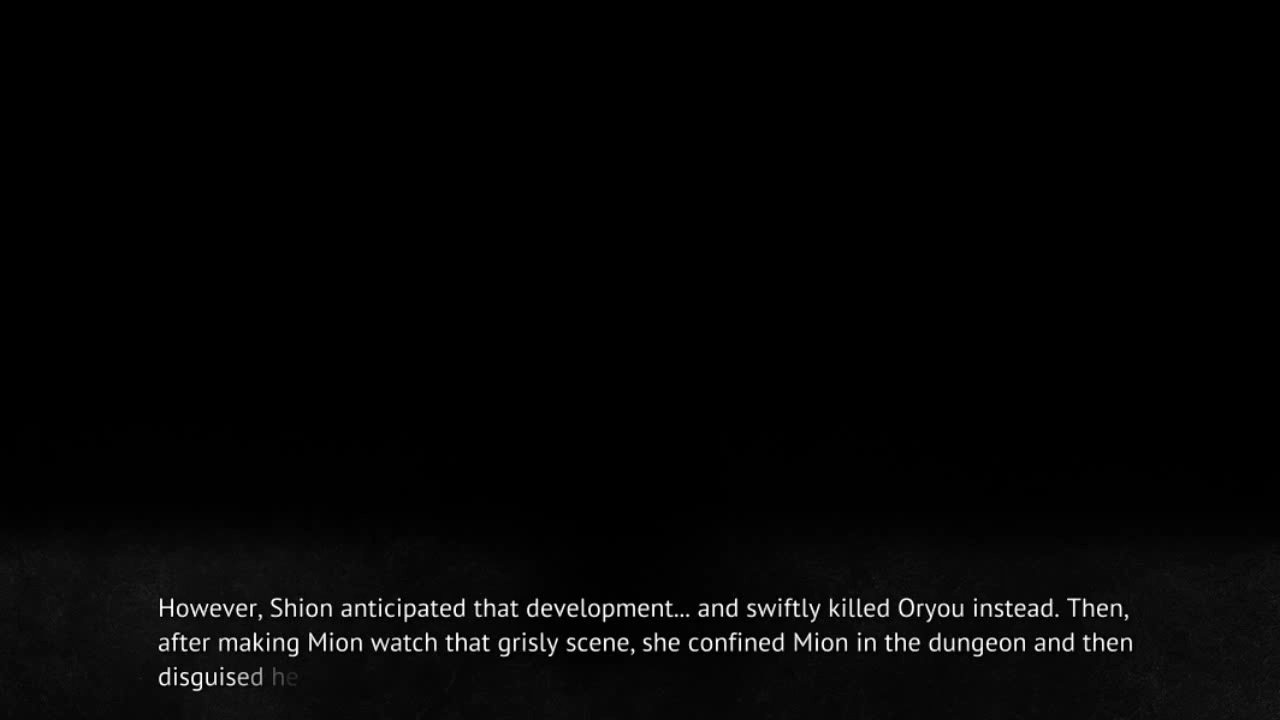 However, Shion anticipated that development... and swiftly killed Oryou instead. Then,
after making Mion watch that grisly scene, she confined Mion in the dungeon and then
disguised he